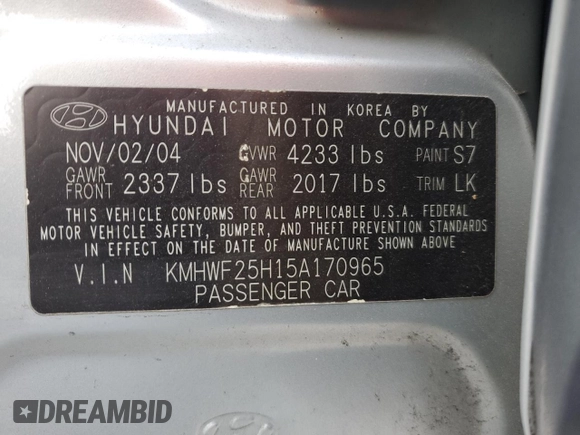 MANUFACTURED IN KOREA BY
HYUNDAI MOTOR COMPANY
NOV/02/04 GVWR 4233 lbs PAINT S7
GAWR FRONT 2337 lbs GAWR REAR 2017 lbs TRIM LK
THIS VEHICLE CONFORMS TO ALL APPLICABLE U.S.A. FEDERAL
MOTOR VEHICLE SAFETY, BUMPER, AND THEFT PREVENTION STANDARDS
IN EFFECT ON THE DATE OF MANUFACTURE SHOWN ABOVE.
V.I.N KMHWF25H15A170965
PASSENGER CAR
DREAMBID